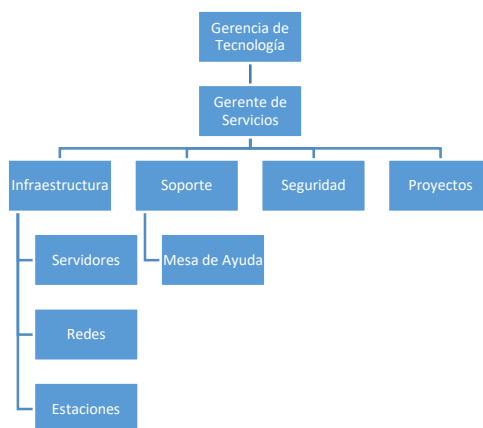 Gerencia de
Tecnología
Gerente de
Servicios
Infraestructura
Soporte
Seguridad
Proyectos
Servidores
Mesa de Ayuda
Redes
Estaciones